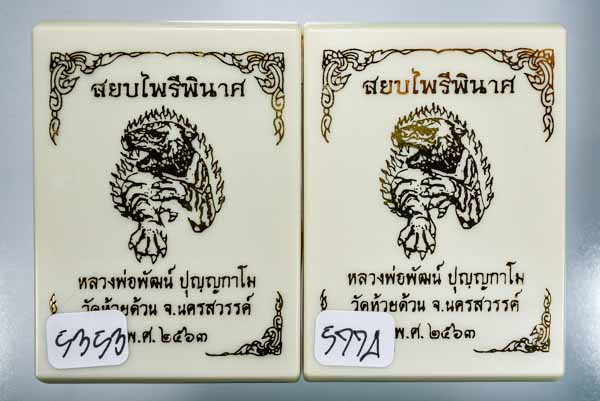 สยบไพรีพินาศ
หลวงพ่อพัฒน์ ปุญญกาโม
วัดห้วยด้วน จ.นครสวรรค์
พ.ศ. ๒๕๖๓
สยบไพรีพินาศ
หลวงพ่อพัฒน์ ปุญญกาโม
วัดห้วยด้วน จ.นครสวรรค์
พ.ศ. ๒๕๖๓